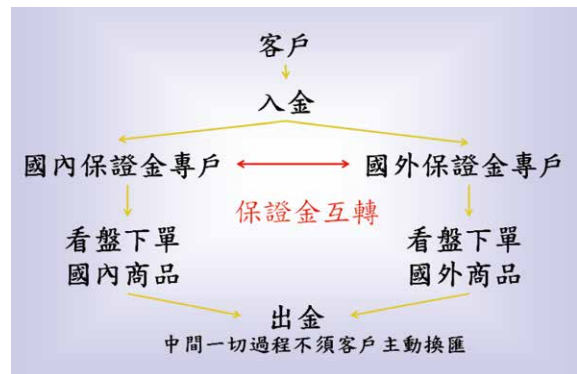 客戶
入金
國內保證金專戶
國外保證金專戶
保證金互轉
看盤下單
國內商品
看盤下單
國外商品
出金
中間一切過程不須客戶主動換匯